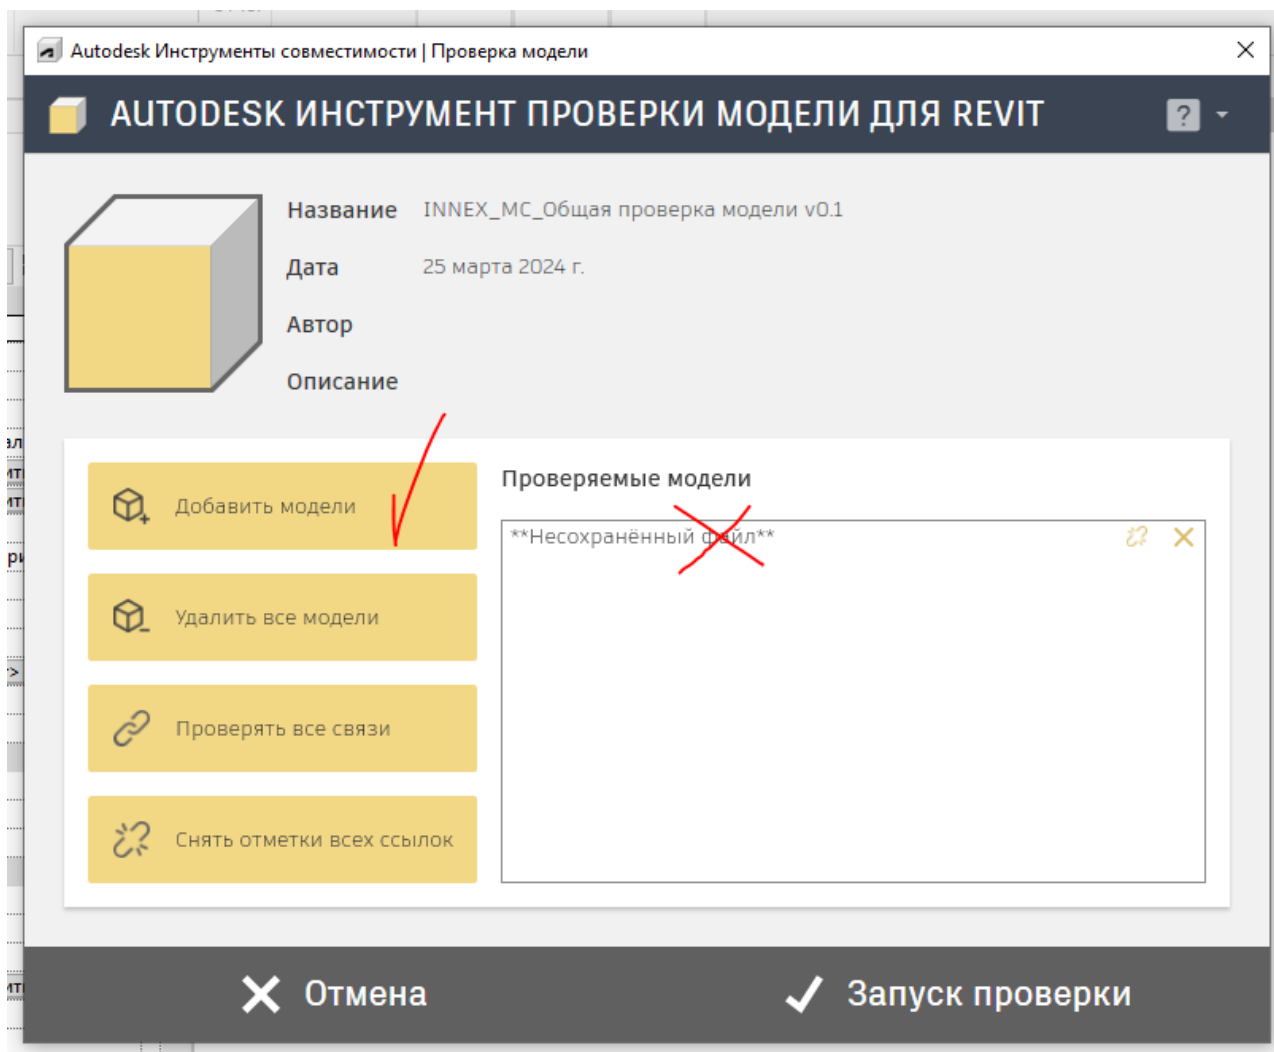 Autodesk Инструменты совместимости | Проверка модели
AUTODESK ИНСТРУМЕНТ ПРОВЕРКИ МОДЕЛИ ДЛЯ REVIT
?
Название INNEX_MC_Общая проверка модели v0.1
Дата 25 марта 2024 г.
Автор
Описание
Добавить модели
Удалить все модели
Проверять все связи
Снять отметки всех ссылок
Проверяемые модели
**Несохранённый файл**
Отмена
Запуск проверки